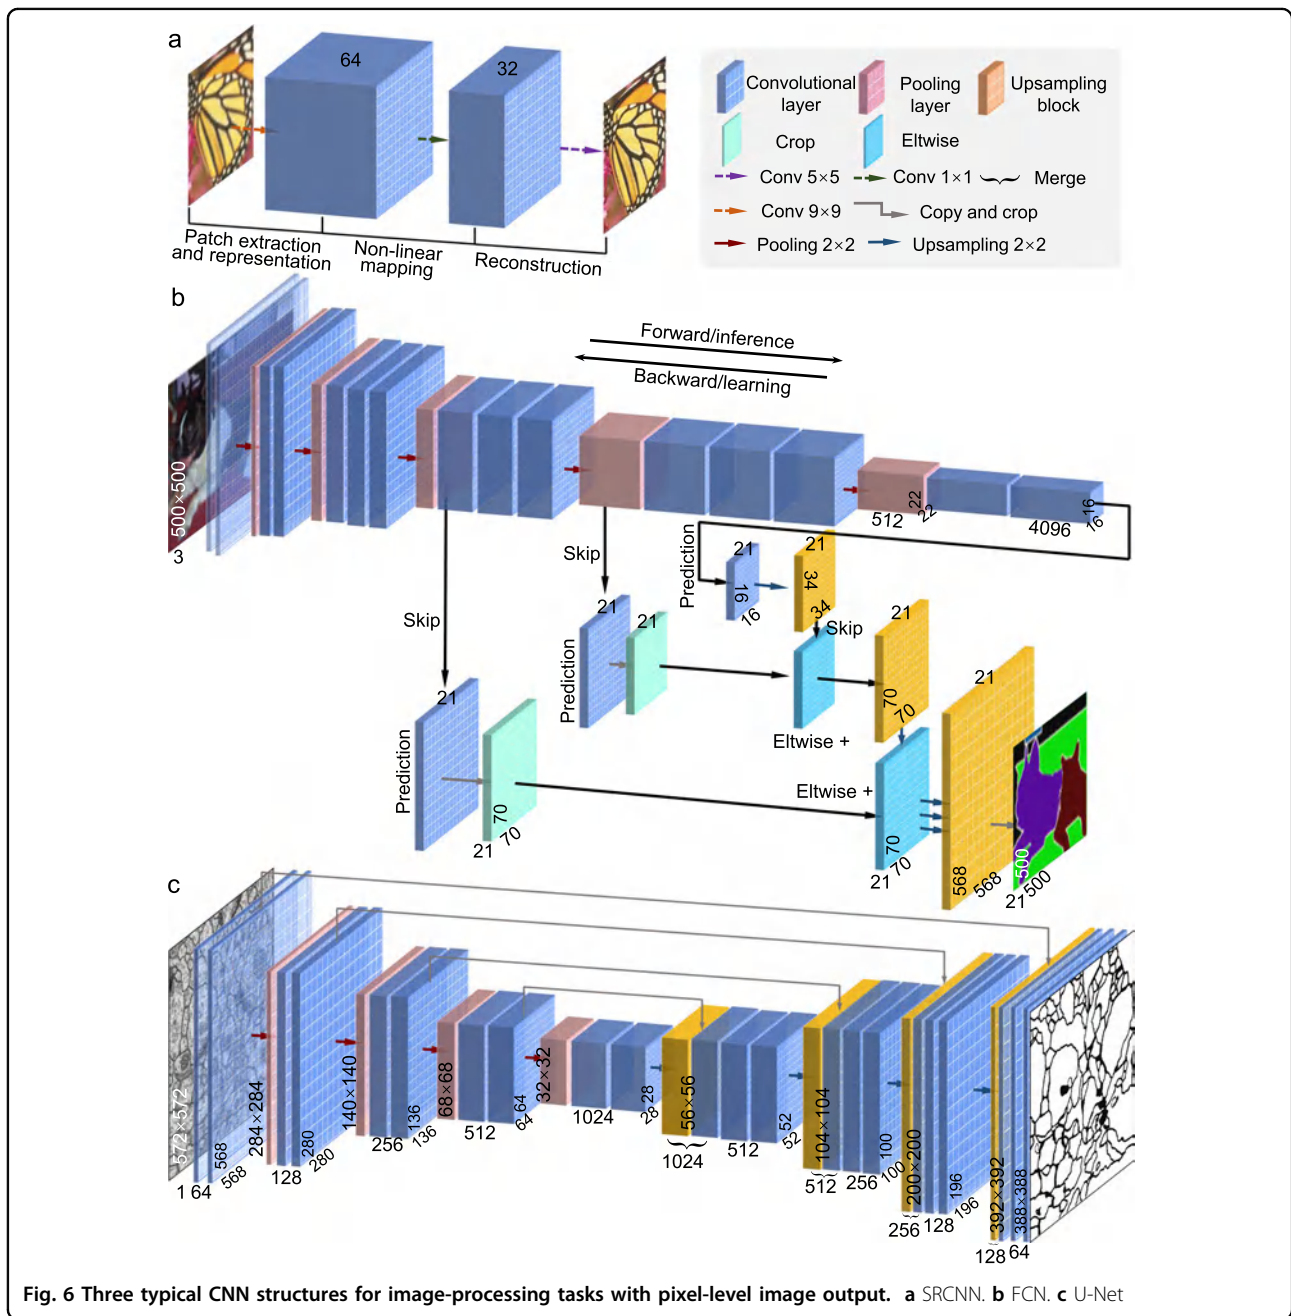 a
64
32
Patch extraction
and representation
Non-linear
mapping
Reconstruction
Convolutional
layer
Pooling
layer
Upsampling
block
Crop
Eltwise
Conv 5×5
Conv 1×1
Merge
Conv 9×9
Copy and crop
Pooling 2×2
Upsampling 2×2
b
Forward/inference
Backward/learning
500×500
3
512
22
22
4096
16
16
Skip
Skip
Prediction
21
16
16
21
34
34
Skip
Prediction
21
21
Eltwise +
21
70
70
Prediction
21
70
70
21
Eltwise +
70
70
21
21
568
568
500
500
21
c
572×572
1
64
568
568
284×284
128
280
280
140×140
256
136
136
68×68
512
64
64
32×32
1024
28
28
56×56
1024
512
52
52
104×104
512
256
100
100
200×200
256
128
196
196
392×392
128
64
388×388
Fig. 6 Three typical CNN structures for image-processing tasks with pixel-level image output. a SRCNN. b FCN. c U-Net